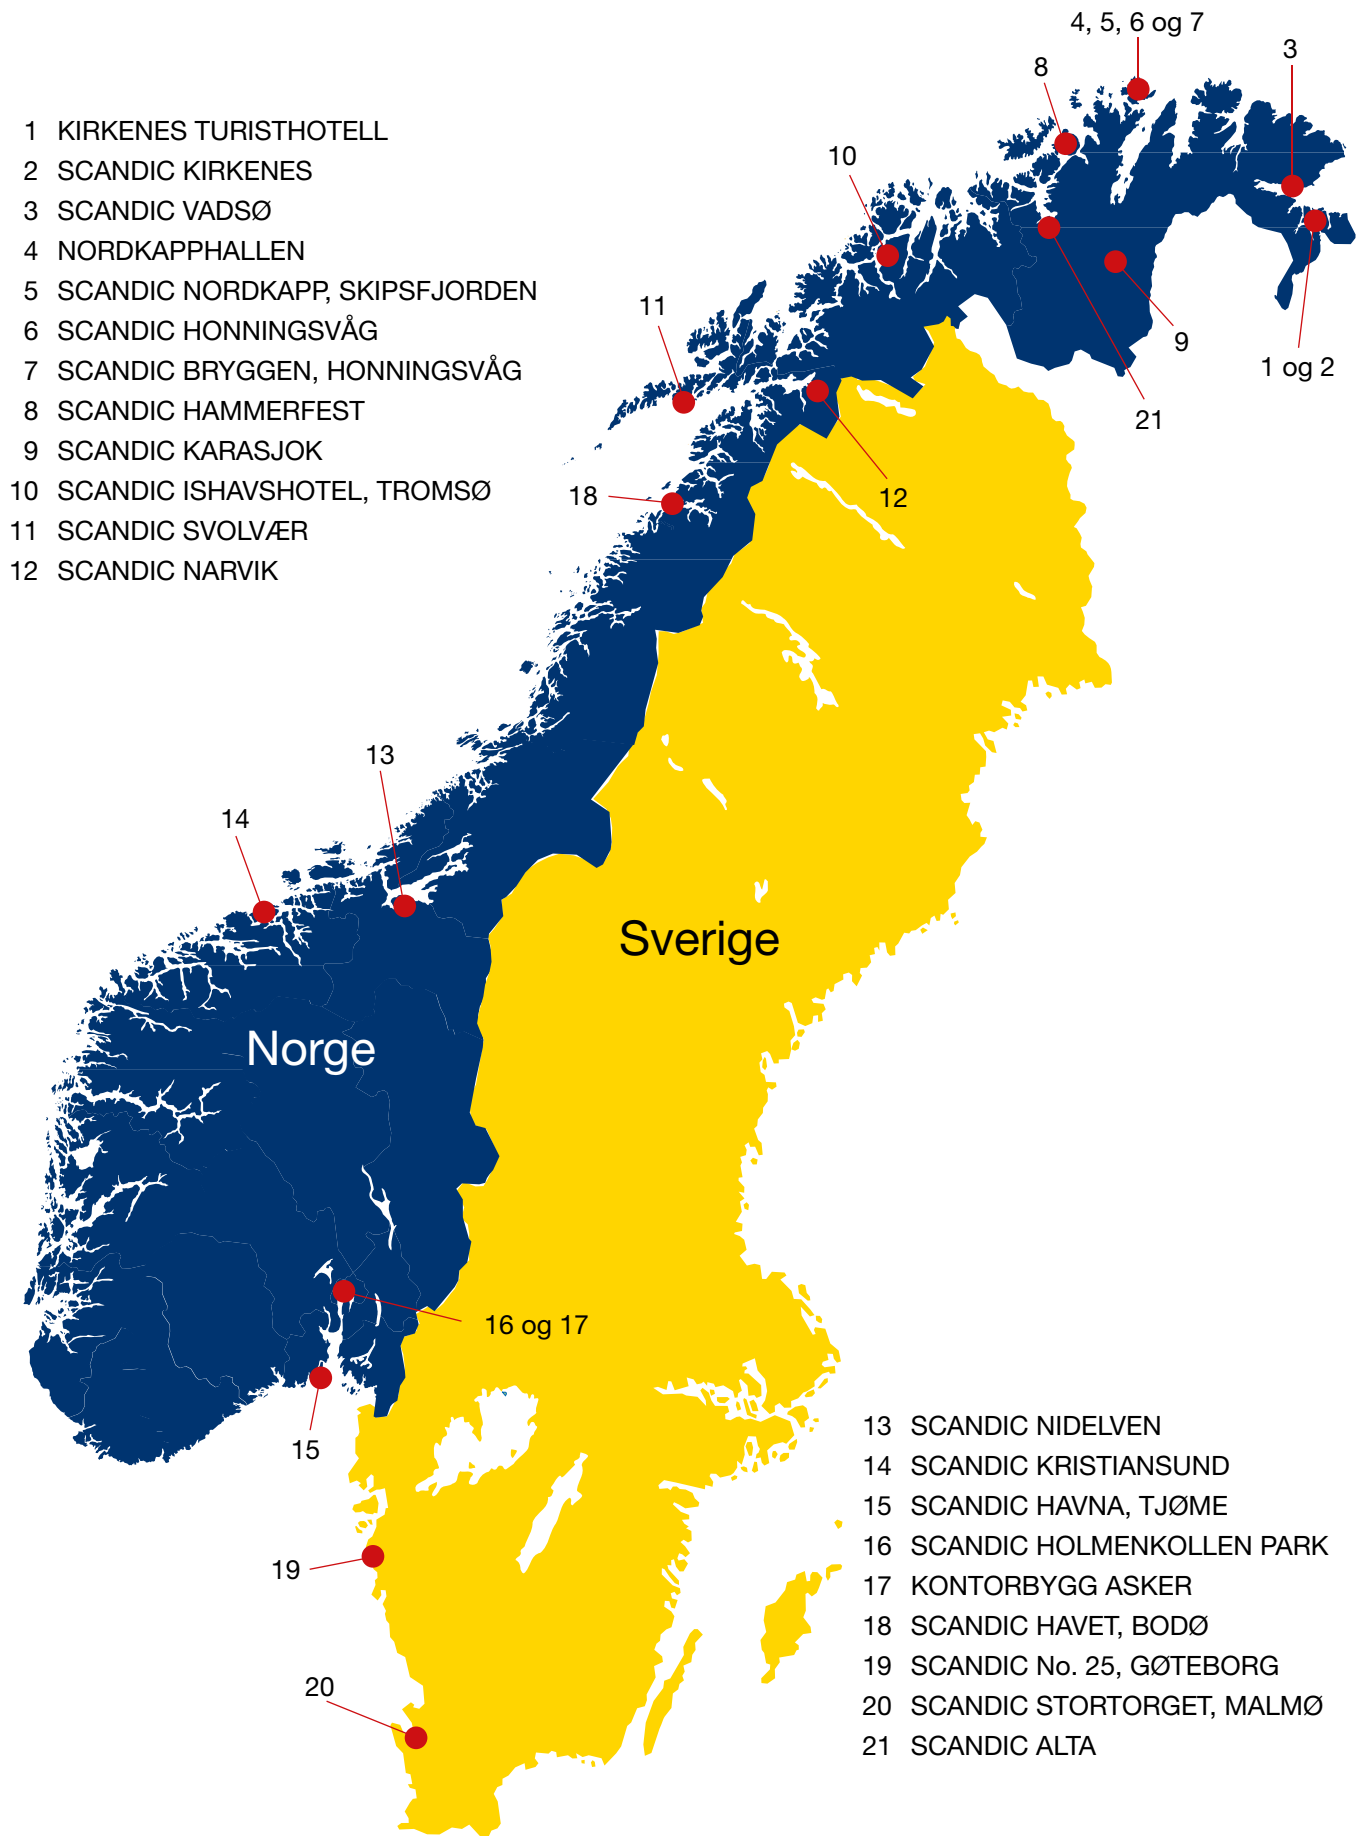 4, 5, 6 og 7
3
8
1 KIRKENES TURISTHOTELL
2 SCANDIC KIRKENES
3 SCANDIC VADSØ
4 NORDKAPPHALLEN
5 SCANDIC NORDKAPP, SKIPSFJORDEN
6 SCANDIC HONNINGSVÅG
7 SCANDIC BRYGGEN, HONNINGSVÅG
8 SCANDIC HAMMERFEST
9 SCANDIC KARASJOK
10 SCANDIC ISHAVSHOTEL, TROMSØ
11 SCANDIC SVOLVÆR
12 SCANDIC NARVIK
10
11
9
1 og 2
21
18
12
13
14
Sverige
Norge
16 og 17
15
19
20
13 SCANDIC NIDELVEN
14 SCANDIC KRISTIANSUND
15 SCANDIC HAVNA, TJØME
16 SCANDIC HOLMENKOLLEN PARK
17 KONTORBYGG ASKER
18 SCANDIC HAVET, BODØ
19 SCANDIC No. 25, GØTEBORG
20 SCANDIC STORTORGET, MALMØ
21 SCANDIC ALTA